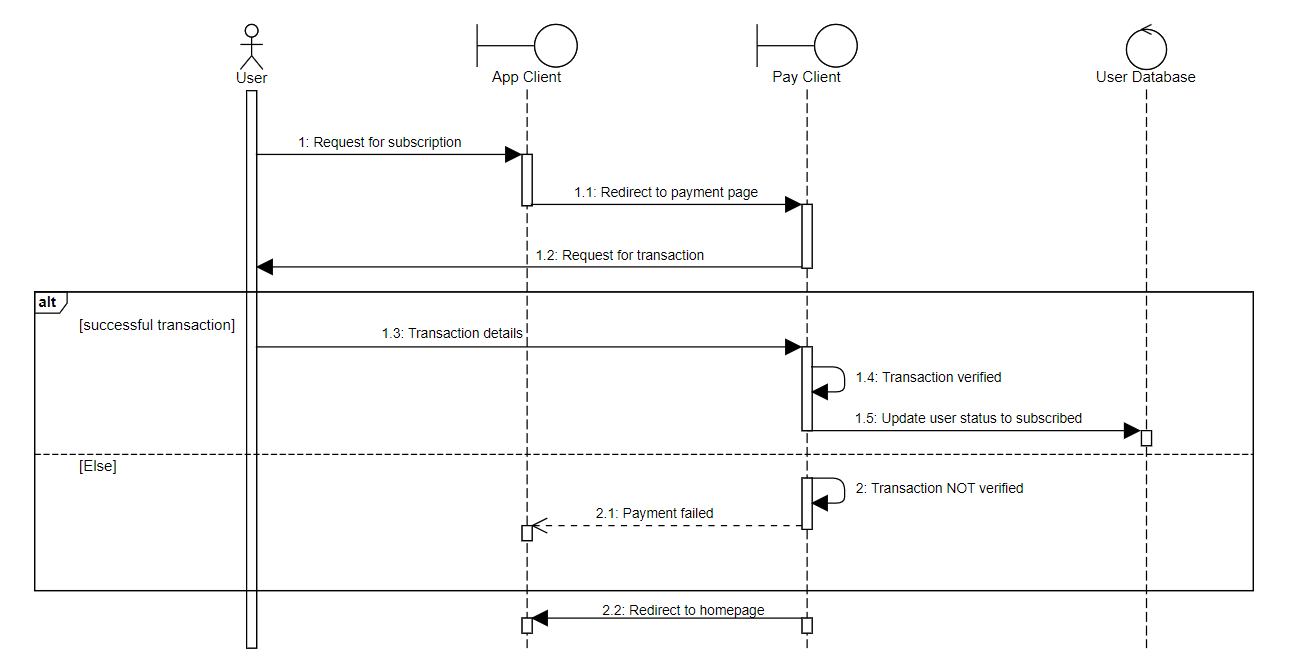 User
App Client
Pay Client
User Database
1: Request for subscription
1.1: Redirect to payment page
1.2: Request for transaction
alt
[successful transaction]
1.3: Transaction details
1.4: Transaction verified
1.5: Update user status to subscribed
[Else]
2: Transaction NOT verified
2.1: Payment failed
2.2: Redirect to homepage